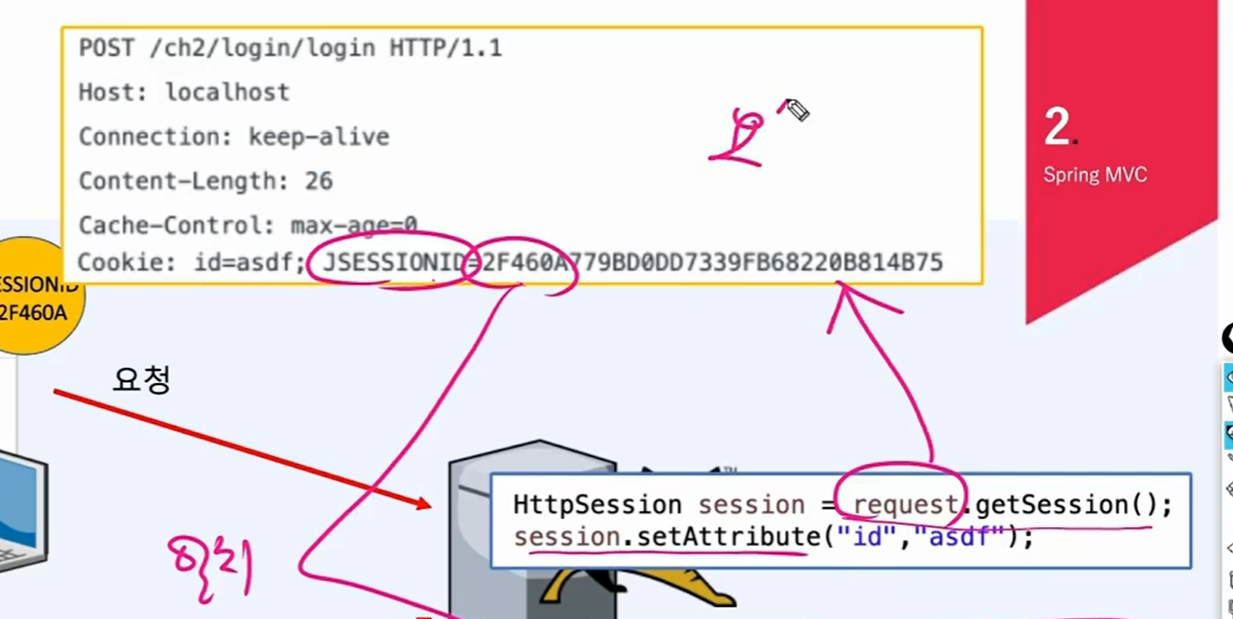 POST /ch2/login/login HTTP/1.1
Host: localhost
Connection: keep-alive
Content-Length: 26
Cache-Control: max-age=0
Cookie: id=asdf; JSESSIONID=2F460A779BD0DD7339FB68220B814B75
2.
Spring MVC
ESSIONID
2F460A
요청
HttpSession session = request.getSession();
session.setAttribute("id","asdf");
TM